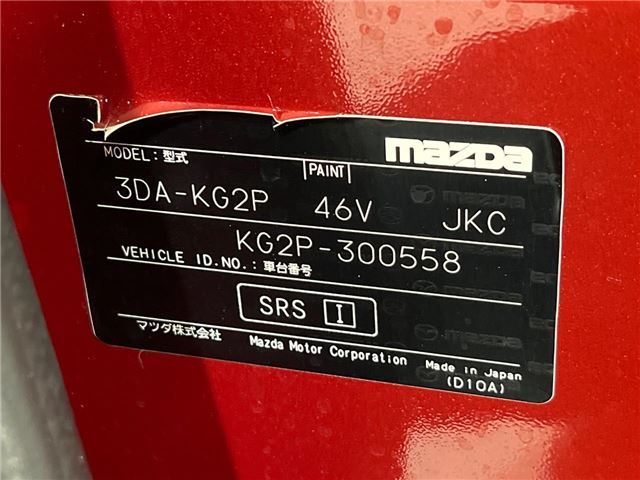 mazda
MODEL: 型式
PAINT
3DA-KG2P 46V JKC
KG2P-300558
VEHICLE ID.NO.: 車台番号
SRS I
マツダ株式会社 Mazda Motor Corporation Made in Japan
(D10A)